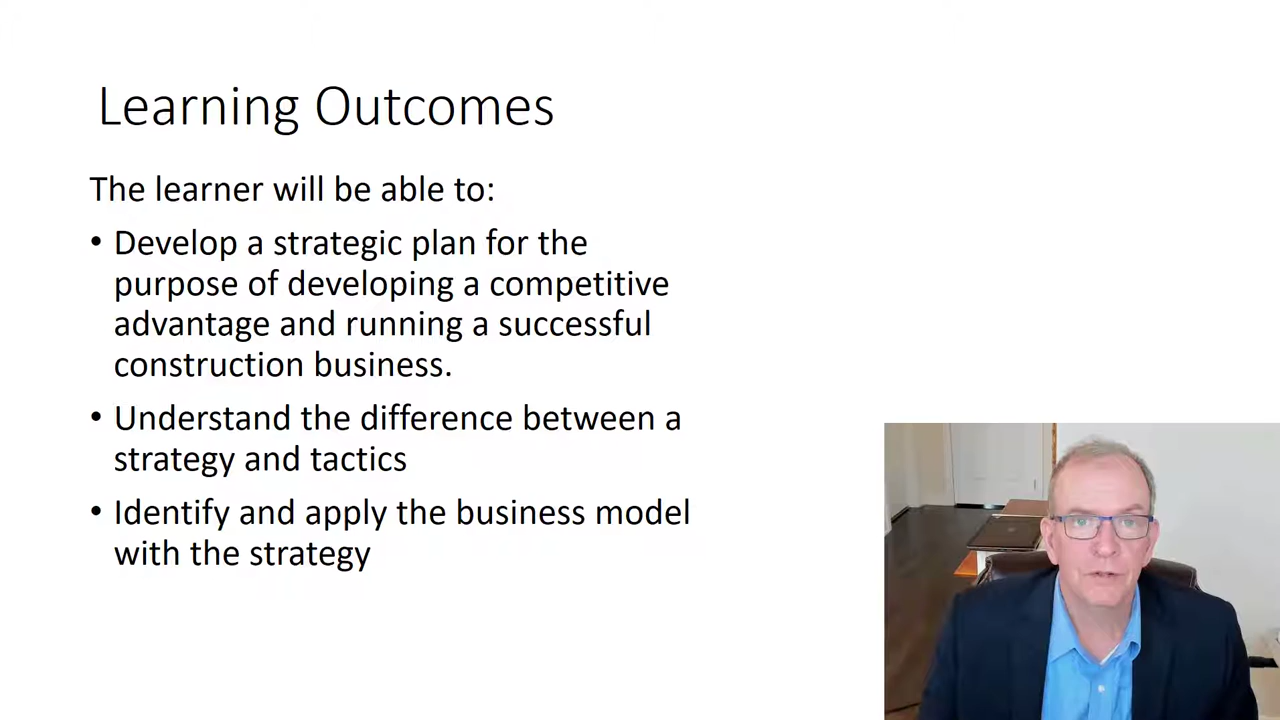 Learning Outcomes
The learner will be able to:
• Develop a strategic plan for the
purpose of developing a competitive
advantage and running a successful
construction business.
• Understand the difference between a
strategy and tactics
• Identify and apply the business model
with the strategy